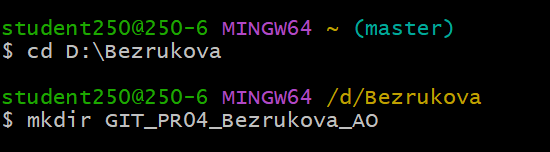 student250@250-6 MINGW64 ~ (master)
$ cd D:\Bezrukova
student250@250-6 MINGW64 /d/Bezrukova
$ mkdir GIT_PR04_Bezrukova_AO